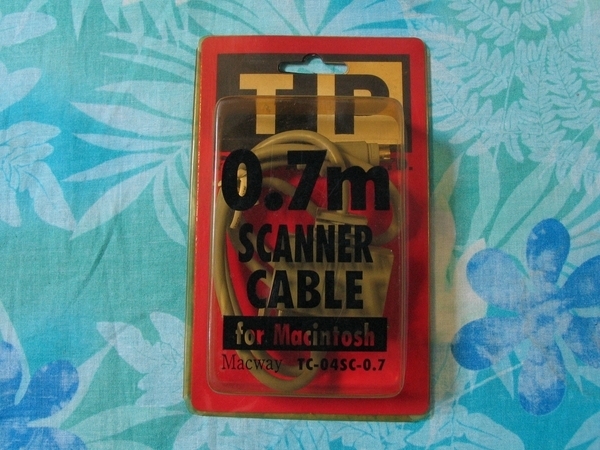 TIP
0.7m
SCANNER
CABLE
for Macintosh
Macway TC-04SC-0.7